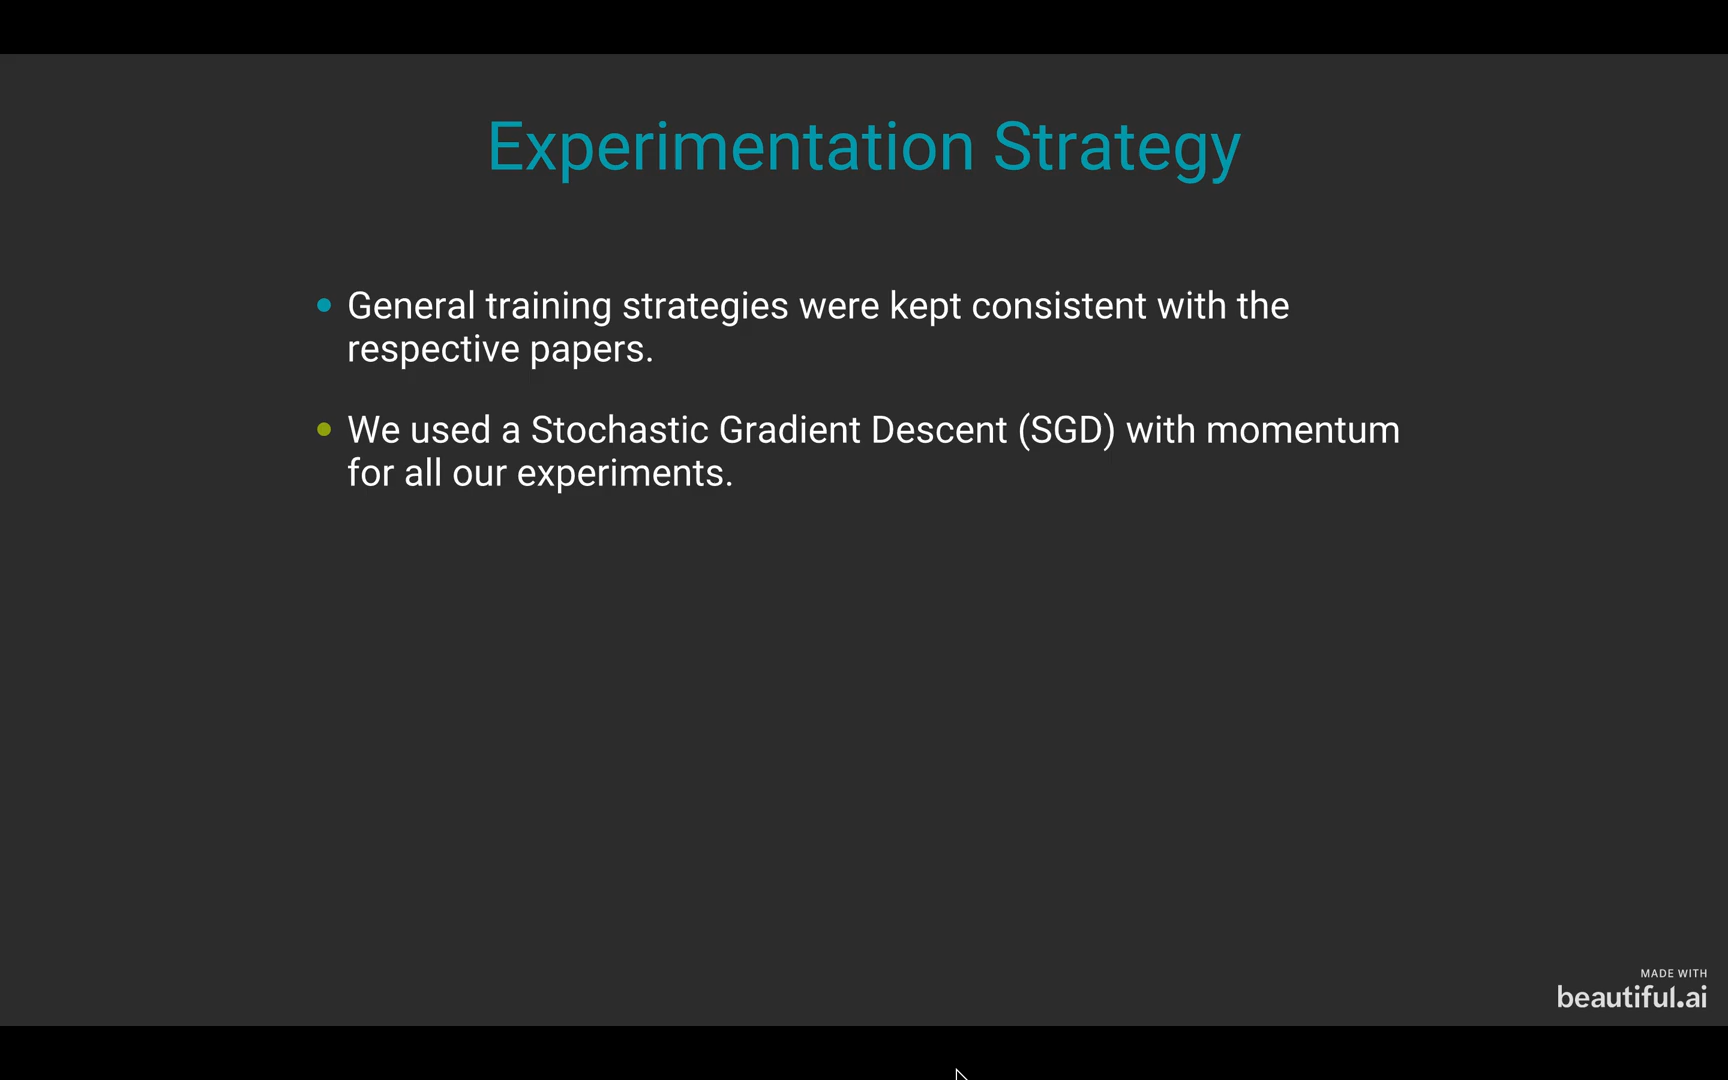 Experimentation Strategy
• General training strategies were kept consistent with the
respective papers.
• We used a Stochastic Gradient Descent (SGD) with momentum
for all our experiments.
MADE WITH
beautiful.ai